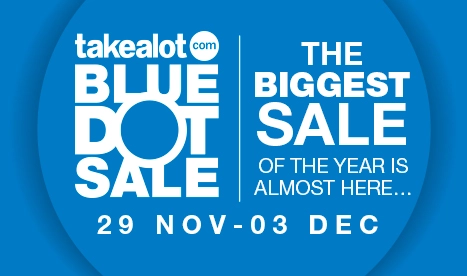 takealot.com
BLUE
DOT
SALE
THE
BIGGEST
SALE
OF THE YEAR IS
ALMOST HERE...
29 NOV-03 DEC